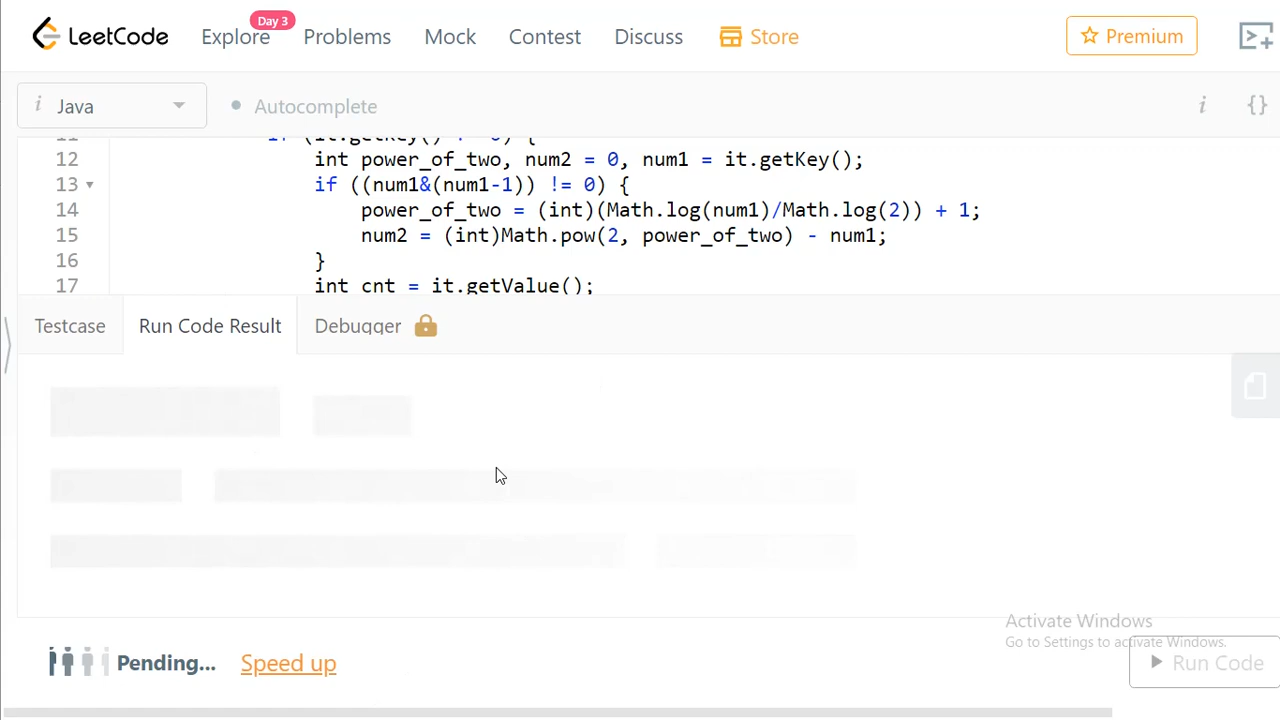 LeetCode
Explore
Day 3
Problems
Mock
Contest
Discuss
Store
Premium
i Java
Autocomplete
i {}
12 int power_of_two, num2 = 0, num1 = it.getKey();
13 if ((num1&(num1-1)) != 0) {
14 power_of_two = (int)(Math.log(num1)/Math.log(2)) + 1;
15 num2 = (int)Math.pow(2, power_of_two) - num1;
16 }
17 int cnt = it.getValue();
Testcase
Run Code Result
Debugger
Activate Windows
Go to Settings to activate Windows.
Pending...
Speed up
Run Code